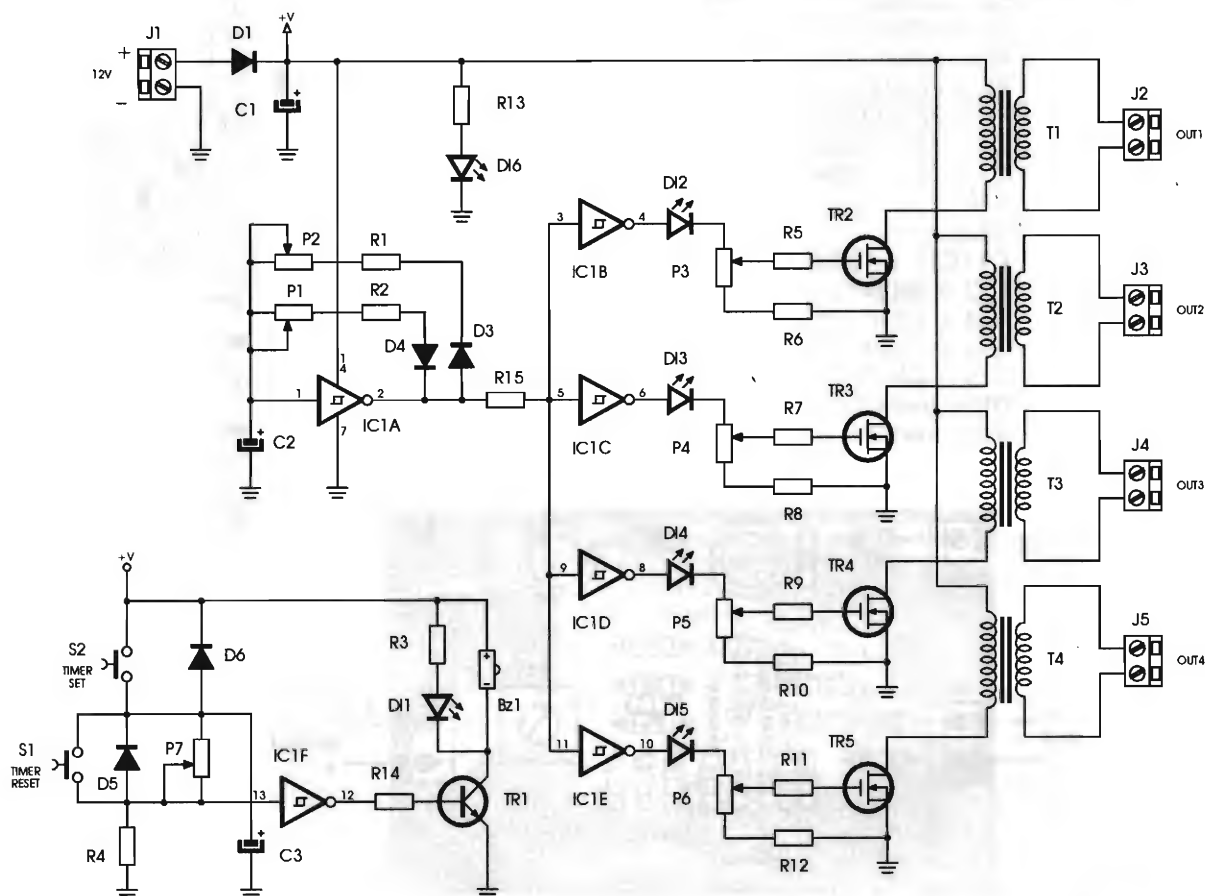 +V
J1
D1
+
12V
−
C1
R13
DI6
T1
J2
OUT1
P2
R1
P1
R2
D4
D3
1
4
1
2
7
IC1A
C2
R15
3
4
IC1B
DI2
P3
R5
R6
TR2
T2
J3
OUT2
5
6
IC1C
DI3
P4
R7
R8
TR3
T3
J4
OUT3
9
8
IC1D
DI4
P5
R9
R10
TR4
T4
J5
OUT4
11
10
IC1E
DI5
P6
R11
R12
TR5
+V
S2
TIMER
SET
D6
R3
DI1
+
-
Bz1
S1
TIMER
RESET
D5
P7
IC1F
13
12
R14
TR1
R4
+
C3
+
+